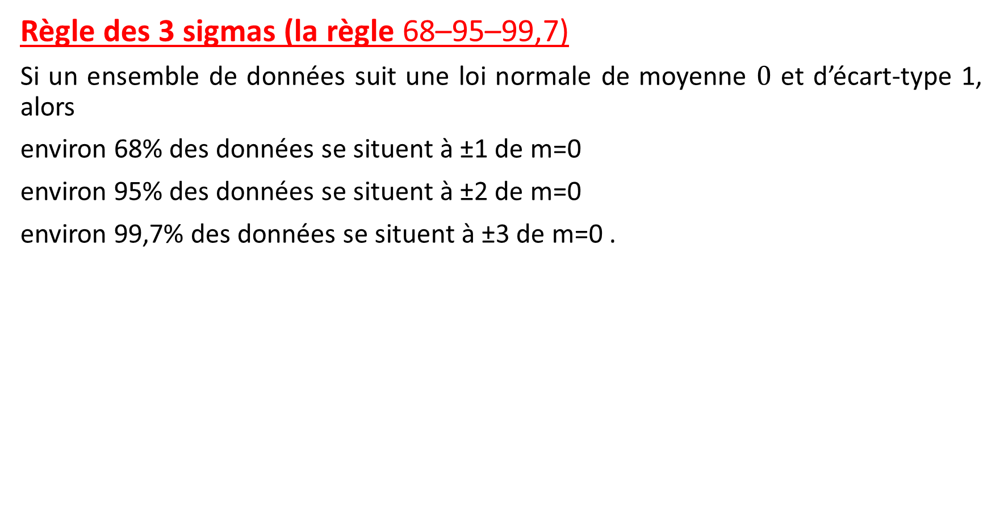 Règle des 3 sigmas (la règle 68–95–99,7)
Si un ensemble de données suit une loi normale de moyenne 0 et d’écart-type 1,
alors
environ 68% des données se situent à ±1 de m=0
environ 95% des données se situent à ±2 de m=0
environ 99,7% des données se situent à ±3 de m=0 .